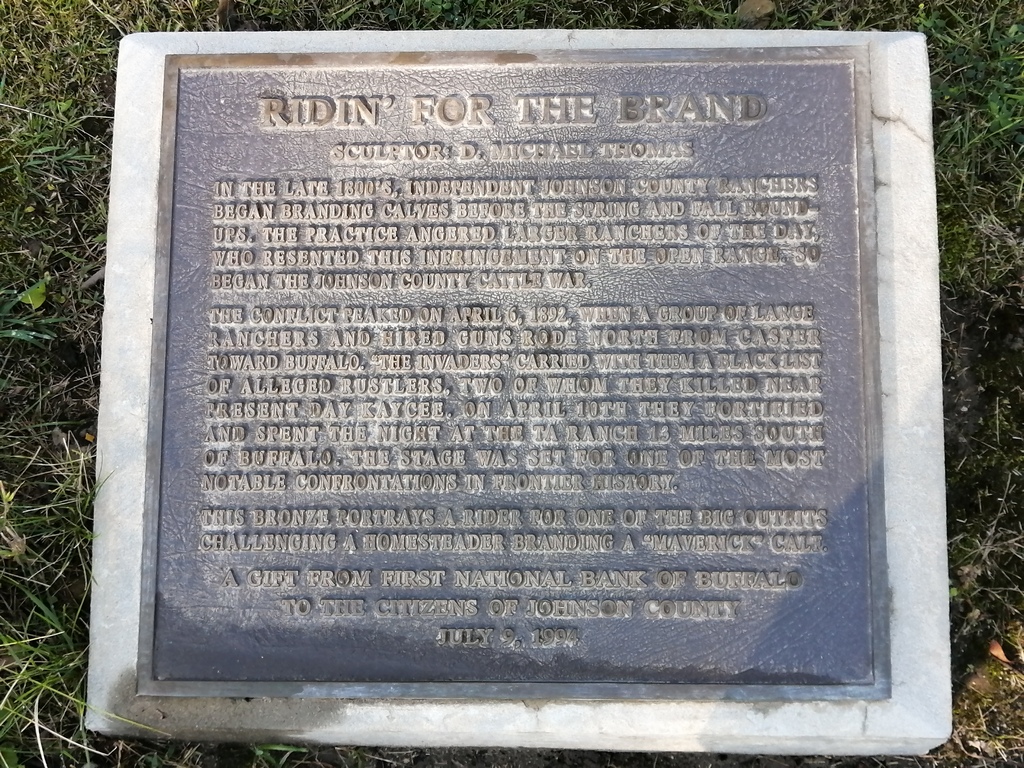 RIDIN' FOR THE BRAND
SCULPTOR: D. MICHAEL THOMAS
IN THE LATE 1800'S, INDEPENDENT JOHNSON COUNTY RANCHERS
BEGAN BRANDING CALVES BEFORE THE SPRING AND FALL ROUND-
UPS. THE PRACTICE ANGERED LARGER RANCHERS OF THE DAY,
WHO RESENTED THIS INFRINGEMENT ON THE OPEN RANGE. SO
BEGAN THE JOHNSON COUNTY CATTLE WAR.
THE CONFLICT PEAKED ON APRIL 6, 1892, WHEN A GROUP OF LARGE
RANCHERS AND HIRED GUNS RODE NORTH FROM CASPER
TOWARD BUFFALO. "THE INVADERS" CARRIED WITH THEM A BLACK LIST
OF ALLEGED RUSTLERS, TWO OF WHOM THEY KILLED NEAR
PRESENT DAY KAYCEE. ON APRIL 10TH THEY FORTIFIED
AND SPENT THE NIGHT AT THE TA RANCH 13 MILES SOUTH
OF BUFFALO. THE STAGE WAS SET FOR ONE OF THE MOST
NOTABLE CONFRONTATIONS IN FRONTIER HISTORY.
THIS BRONZE PORTRAYS A RIDER FOR ONE OF THE BIG OUTFITS
CHALLENGING A HOMESTEADER BRANDING A "MAVERICK" CALF.
A GIFT FROM FIRST NATIONAL BANK OF BUFFALO
TO THE CITIZENS OF JOHNSON COUNTY
JULY 9, 1994